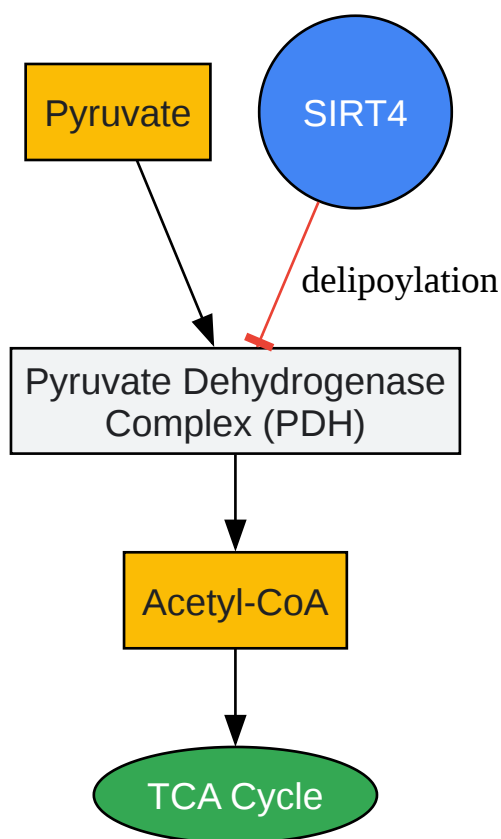 Pyruvate
SIRT4
delipoylation
Pyruvate Dehydrogenase
Complex (PDH)
Acetyl-CoA
TCA Cycle